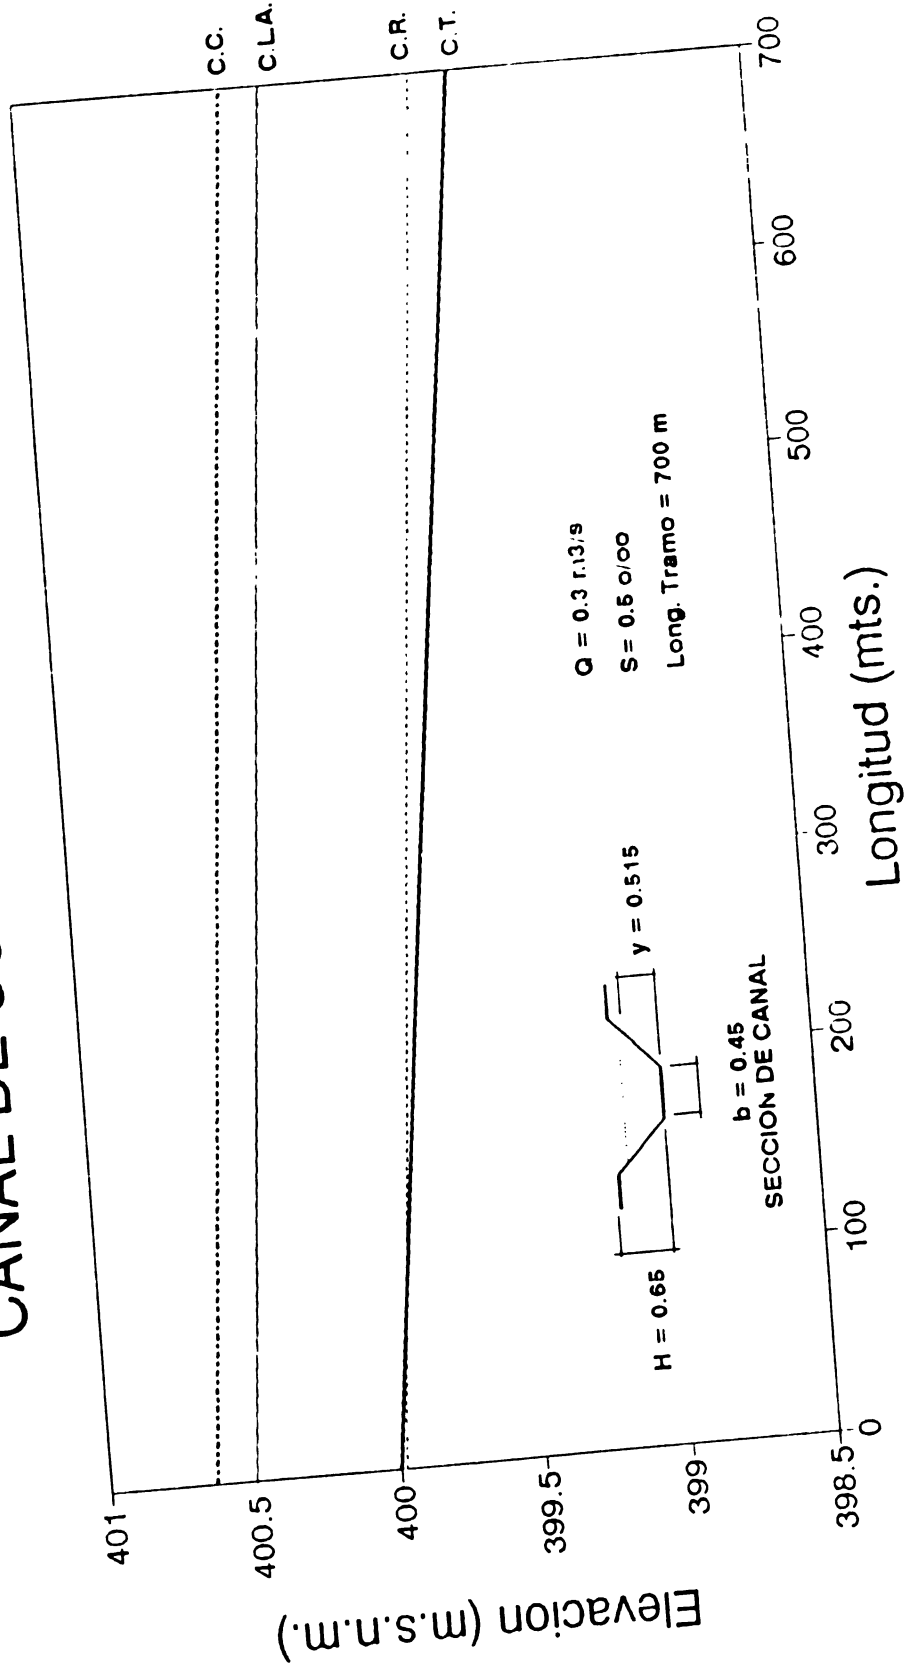 CANAL DE
C.C.
C.L.A.
C.R.
C.T.
401
400.5
400
399.5
399
398.5
Elevacion (m.s.n.m.)
Q = 0.3 r.13/s
S = 0.5 o/oo
Long. Tramo = 700 m
H = 0.65
y = 0.515
b = 0.45
SECCION DE CANAL
0
100
200
300
400
500
600
700
Longitud (mts.)